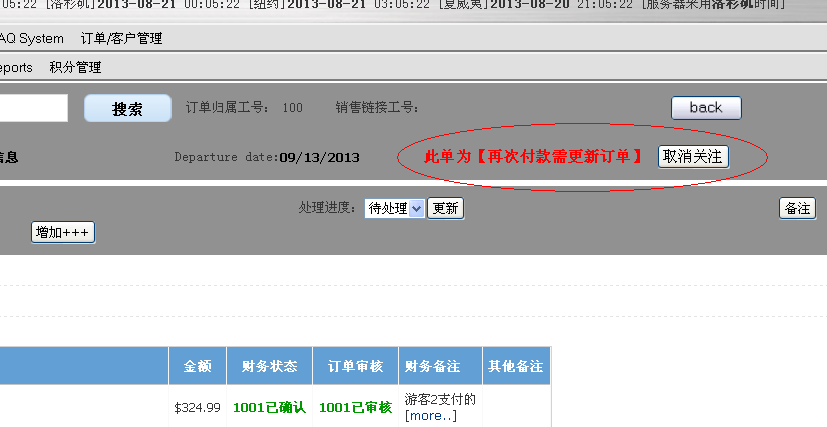 05:22 [洛杉矶]2013-08-21 00:05:22 [纽约]2013-08-21 03:05:22 [夏威夷]2013-08-20 21:05:22 [服务器采用洛杉矶时间]
AQ System 订单/客户管理
eports 积分管理
搜索 订单归属工号: 100 销售链接工号: back
信息 Departure date:09/13/2013 此单为【再次付款需更新订单】 取消关注
处理进度: 待处理 更新 备注
增加+++
金额 财务状态 订单审核 财务备注 其他备注
$324.99 1001已确认 1001已审核 游客2支付的
[more..]